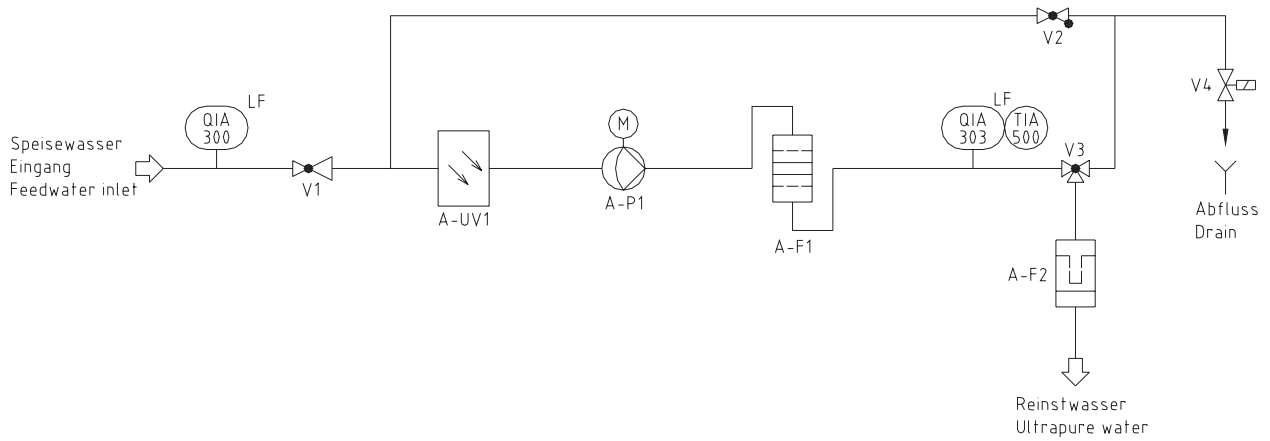 V2
V4
LF
QIA
300
M
LF
QIA
303
TIA
500
Speisewasser
Eingang
Feedwater inlet
V1
V3
A-UV1
A-P1
A-F1
Abfluss
Drain
A-F2
Reinstwasser
Ultrapure water